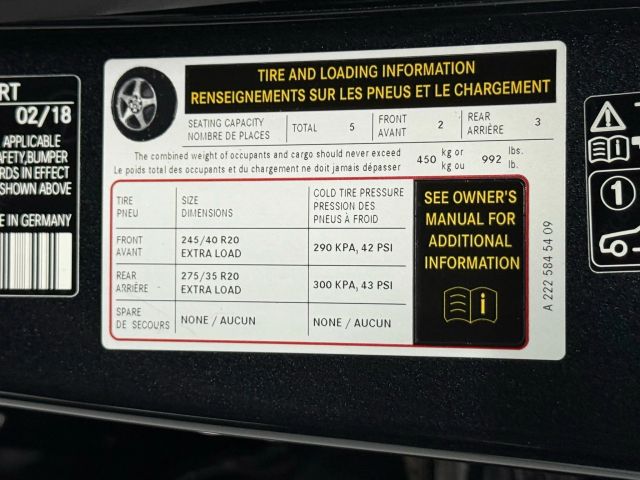 RT
02/18
APPLICABLE
AFETY,BUMPER
RDS IN EFFECT
SHOWN ABOVE
IN GERMANY
TIRE AND LOADING INFORMATION
RENSEIGNEMENTS SUR LES PNEUS ET LE CHARGEMENT
SEATING CAPACITY
NOMBRE DE PLACES
TOTAL 5
FRONT
AVANT
2
REAR
ARRIÈRE
3
The combined weight of occupants and cargo should never exceed
Le poids total des occupants et du chargement ne doit jamais dépasser
450 kg or
kg ou
992 lbs.
lb.
TIRE
PNEU
SIZE
DIMENSIONS
COLD TIRE PRESSURE
PRESSION DES
PNEUS À FROID
FRONT
AVANT
245/40 R20
EXTRA LOAD
290 KPA, 42 PSI
REAR
ARRIÈRE
275/35 R20
EXTRA LOAD
300 KPA, 43 PSI
SPARE
DE SECOURS
NONE / AUCUN
NONE / AUCUN
SEE OWNER'S
MANUAL FOR
ADDITIONAL
INFORMATION
A 222 584 54 09
1